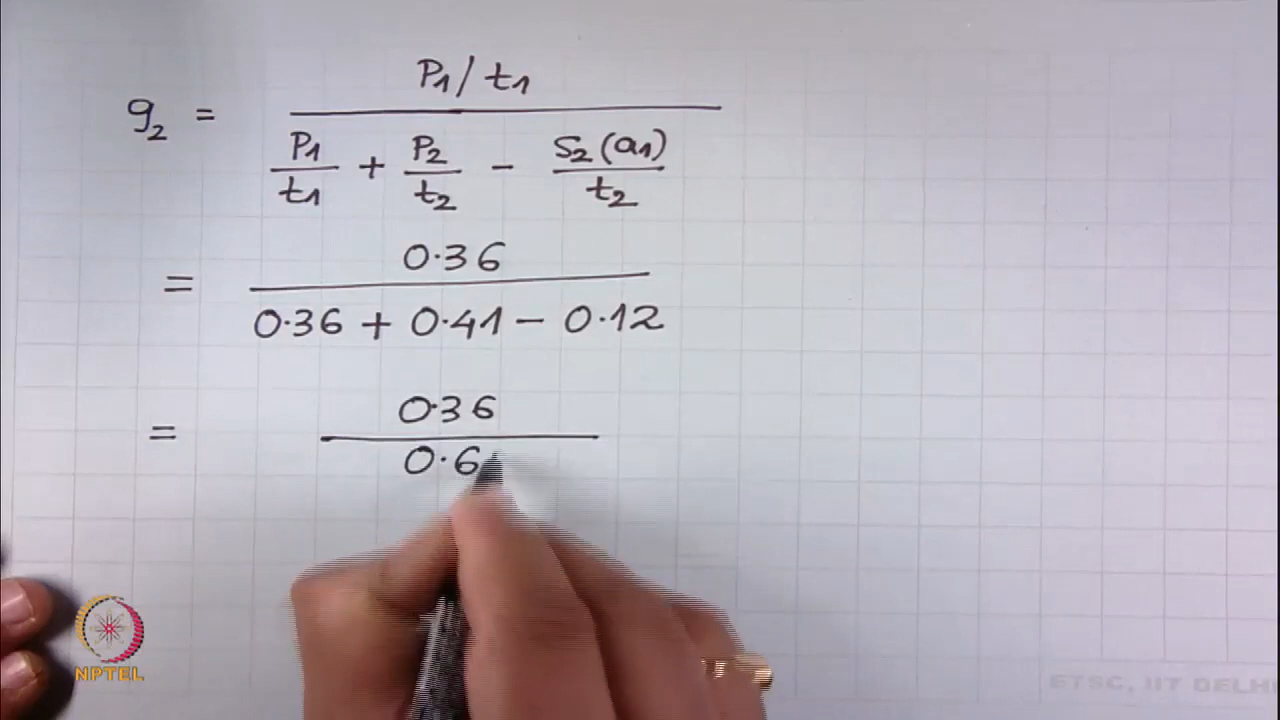 g₂ = P₁/t₁
P₁/t₁ + P₂/t₂ - S₂(a₁)/t₂
= 0.36
0.36 + 0.41 - 0.12
= 0.36
0.6
NPTEL
ETSC, IIT DELHI